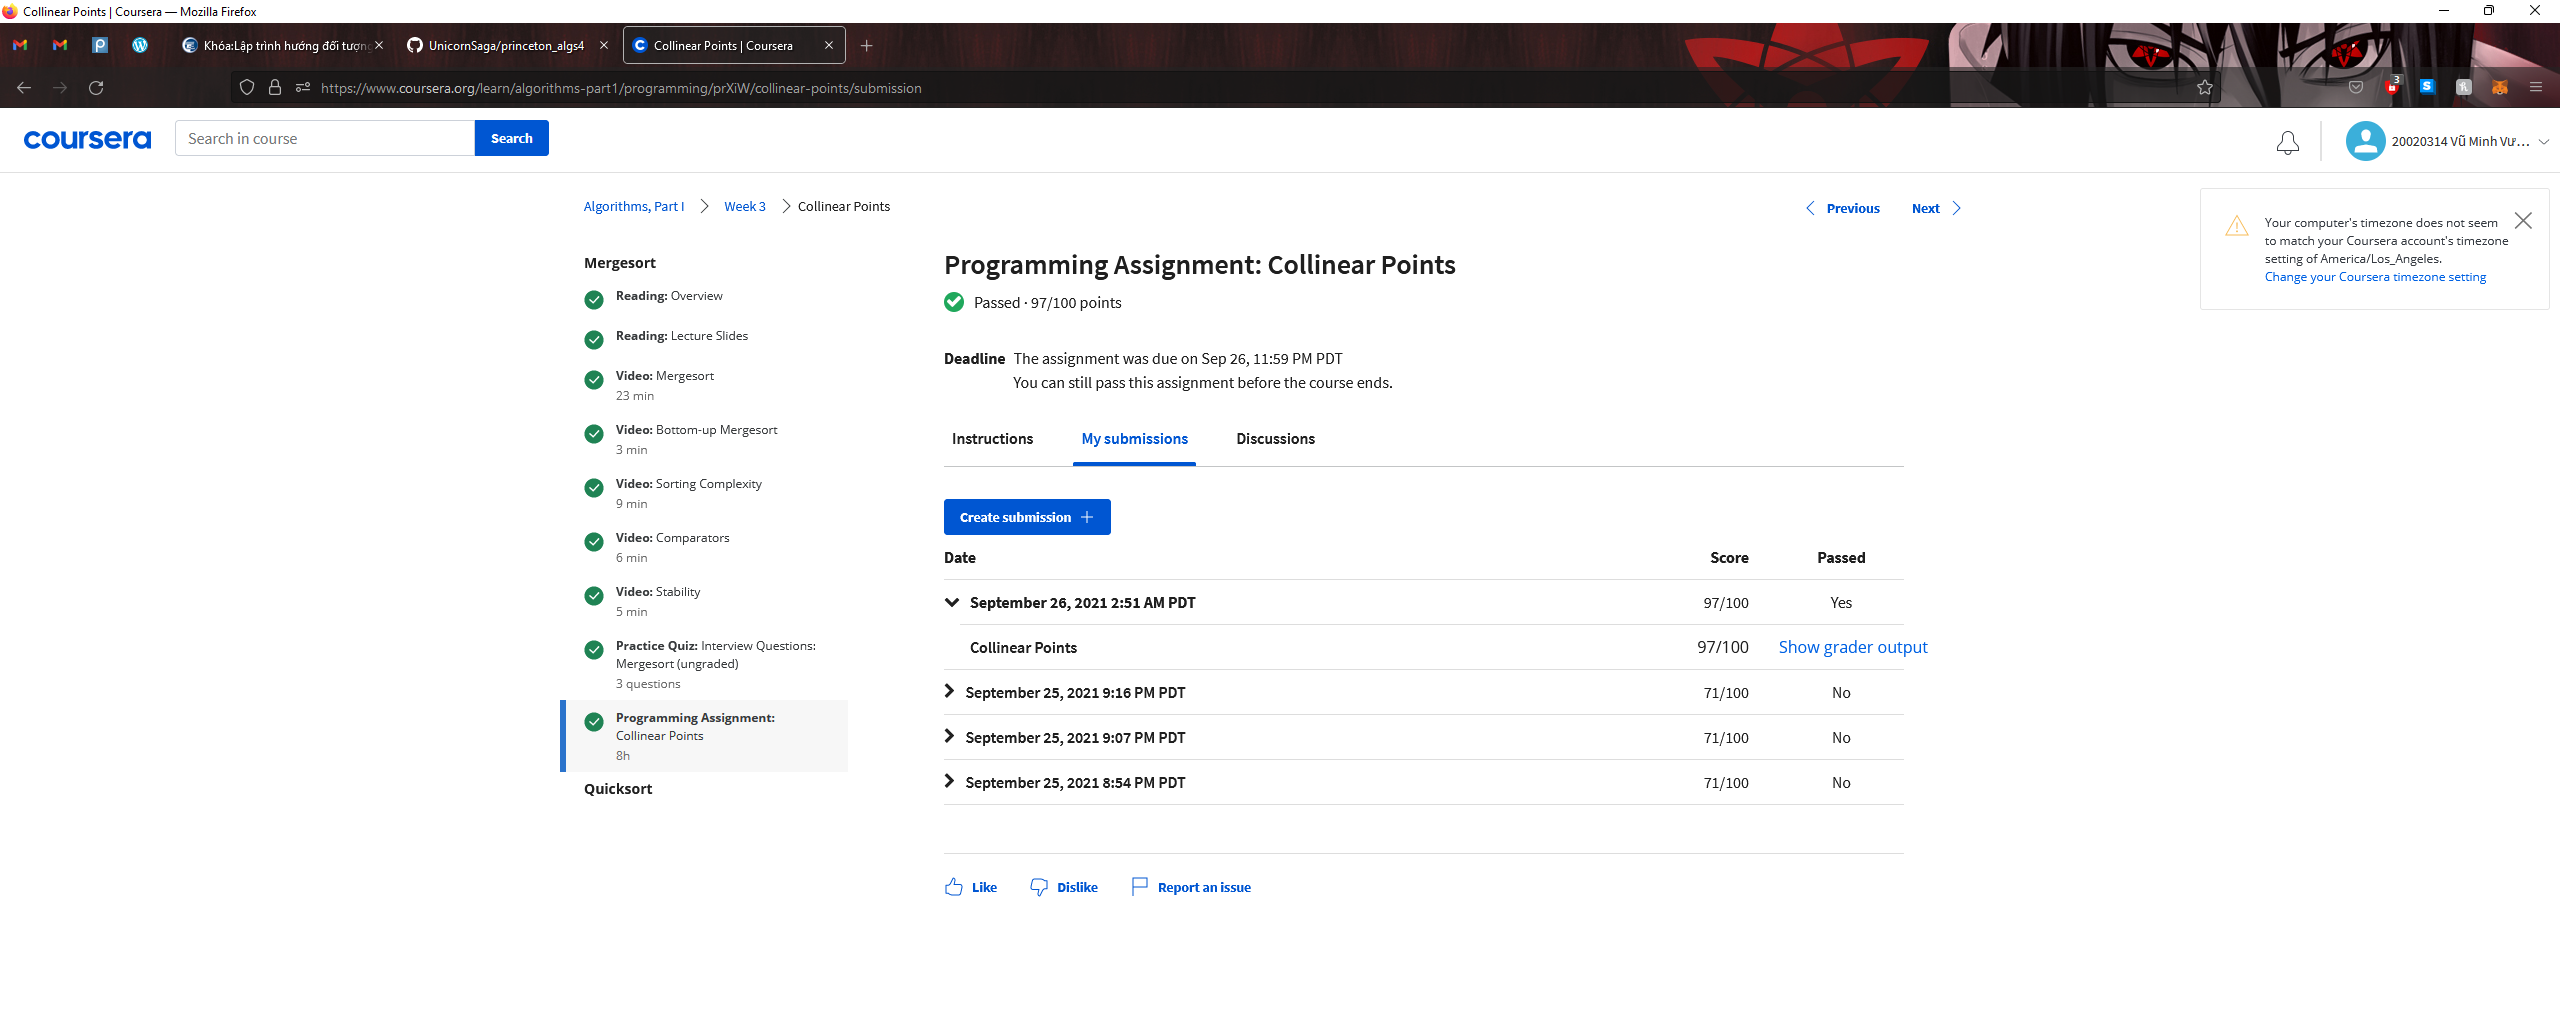 Collinear Points | Coursera — Mozilla Firefox
Khóa:Lập trình hướng đối tượng
UnicornSaga/princeton_algs4
Collinear Points | Coursera
https://www.coursera.org/learn/algorithms-part1/programming/prXiW/collinear-points/submission
3
coursera
Search in course
Search
20020314 Vũ Minh Vư...
Algorithms, Part I
Week 3
Collinear Points
Previous
Next
Your computer's timezone does not seem
to match your Coursera account's timezone
setting of America/Los_Angeles.
Change your Coursera timezone setting
Mergesort
Reading: Overview
Reading: Lecture Slides
Video: Mergesort
23 min
Video: Bottom-up Mergesort
3 min
Video: Sorting Complexity
9 min
Video: Comparators
6 min
Video: Stability
5 min
Practice Quiz: Interview Questions:
Mergesort (ungraded)
3 questions
Programming Assignment:
Collinear Points
8h
Quicksort
Programming Assignment: Collinear Points
Passed · 97/100 points
Deadline The assignment was due on Sep 26, 11:59 PM PDT
You can still pass this assignment before the course ends.
Instructions
My submissions
Discussions
Create submission
Date Score Passed
September 26, 2021 2:51 AM PDT 97/100 Yes
Collinear Points 97/100 Show grader output
September 25, 2021 9:16 PM PDT 71/100 No
September 25, 2021 9:07 PM PDT 71/100 No
September 25, 2021 8:54 PM PDT 71/100 No
Like
Dislike
Report an issue